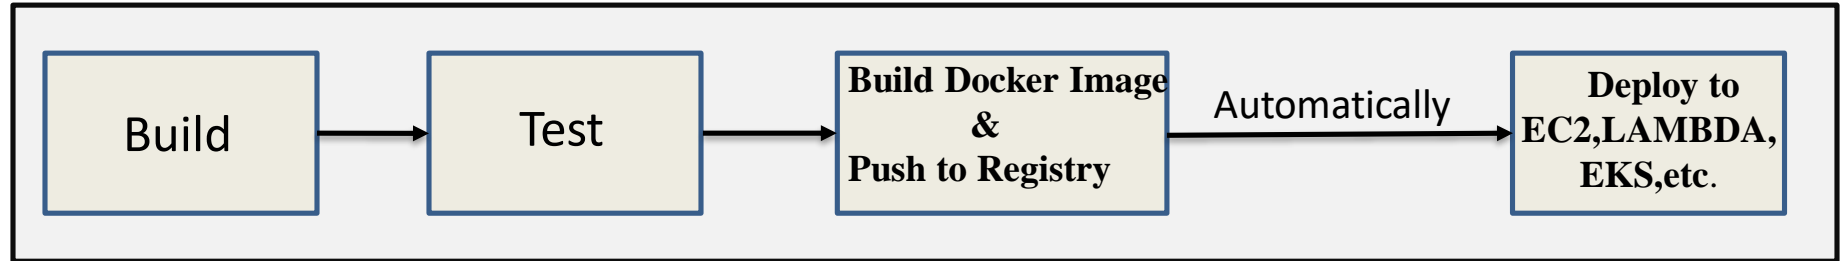 Build
Test
Build Docker Image
&
Push to Registry
Automatically
Deploy to
EC2,LAMBDA,
EKS,etc.